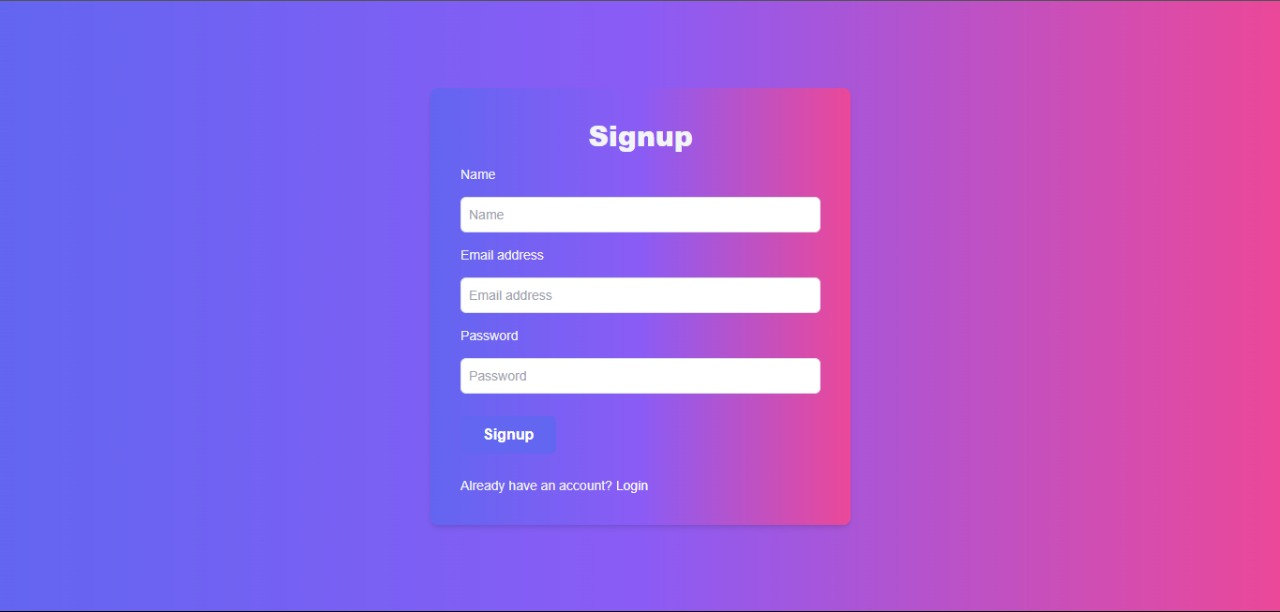 Signup
Name
Name
Email address
Email address
Password
Password
Signup
Already have an account? Login